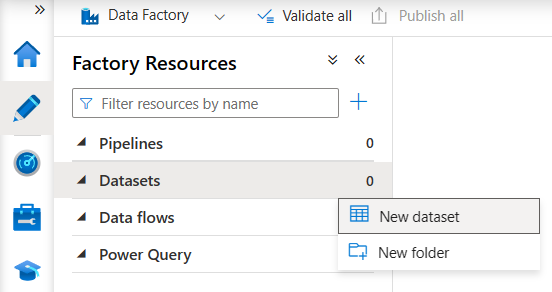 Data Factory Validate all Publish all
Factory Resources
Filter resources by name
Pipelines 0
Datasets 0
Data flows
Power Query
New dataset
New folder